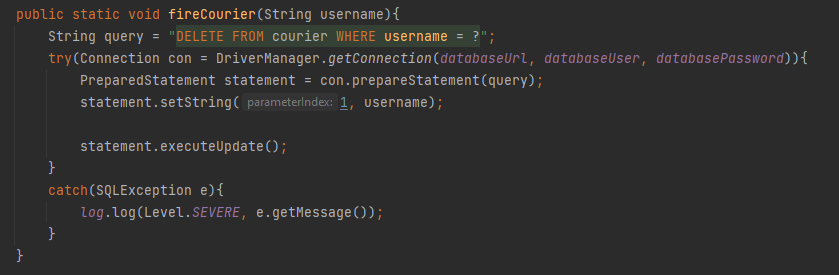 public static void fireCourier(String username){
String query = "DELETE FROM courier WHERE username = ?";
try(Connection con = DriverManager.getConnection(databaseUrl, databaseUser, databasePassword)){
PreparedStatement statement = con.prepareStatement(query);
statement.setString( parameterIndex: 1, username);
statement.executeUpdate();
}
catch(SQLException e){
log.log(Level.SEVERE, e.getMessage());
}
}